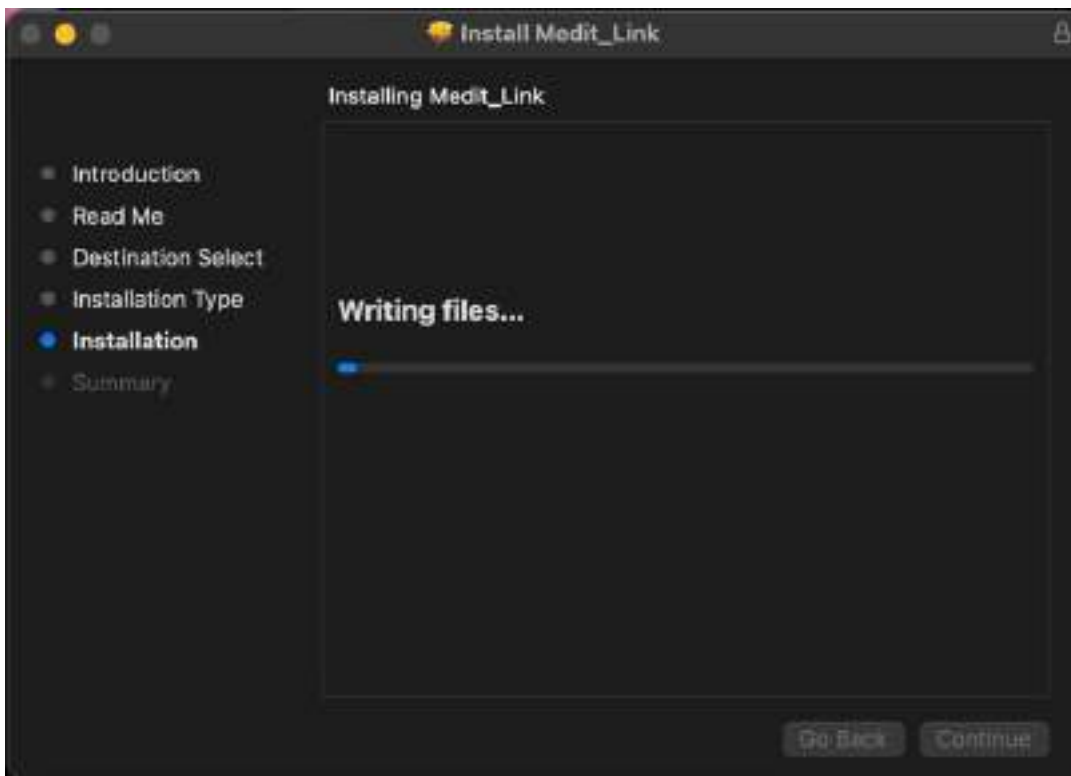 Install Medit_Link
Installing Medit_Link
Introduction
Read Me
Destination Select
Installation Type
Installation
Summary
Writing files...
Go Back
Continue